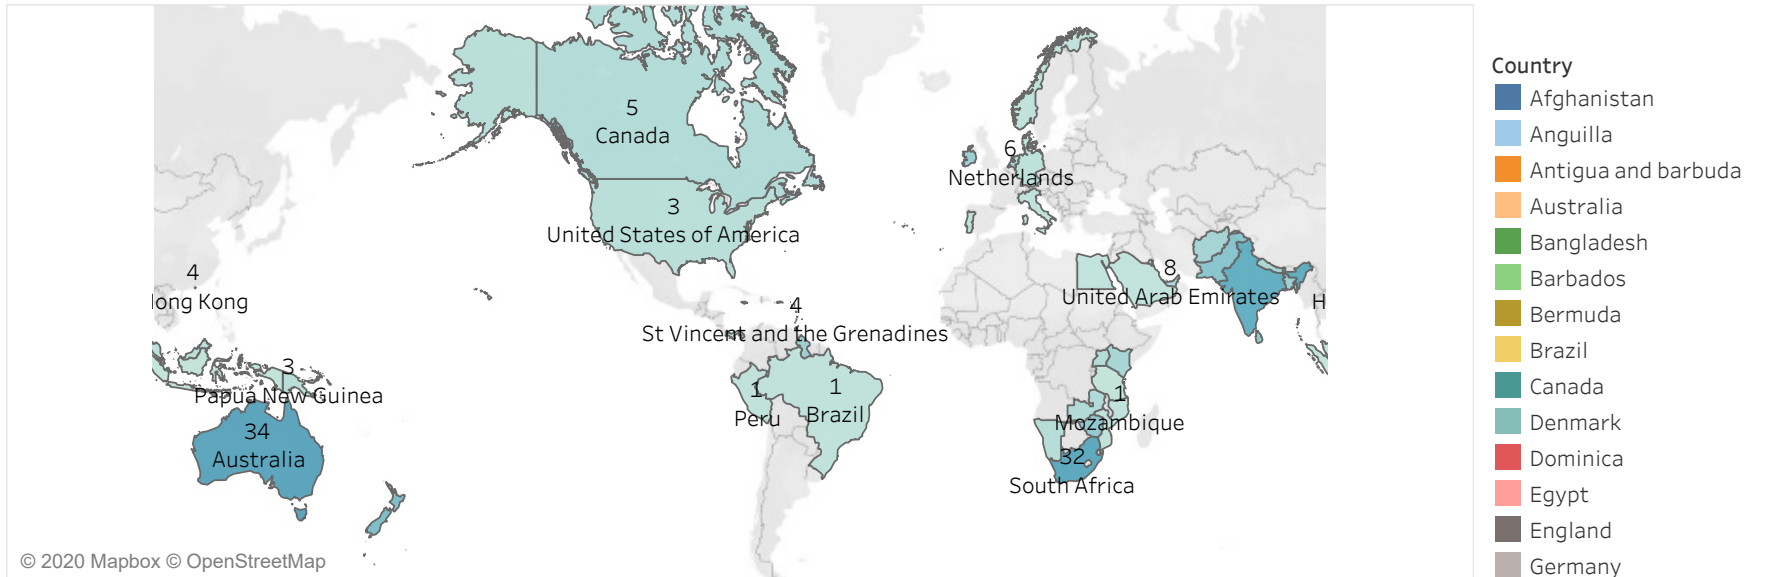 5
Canada
3
United States of America
6
Netherlands
4
ong Kong
8
United Arab Emirates
H
4
St Vincent and the Grenadines
3
Papua New Guinea
1
Peru
1
Brazil
1
Mozambique
34
Australia
32
South Africa
© 2020 Mapbox © OpenStreetMap
Country
Afghanistan
Anguilla
Antigua and barbuda
Australia
Bangladesh
Barbados
Bermuda
Brazil
Canada
Denmark
Dominica
Egypt
England
Germany